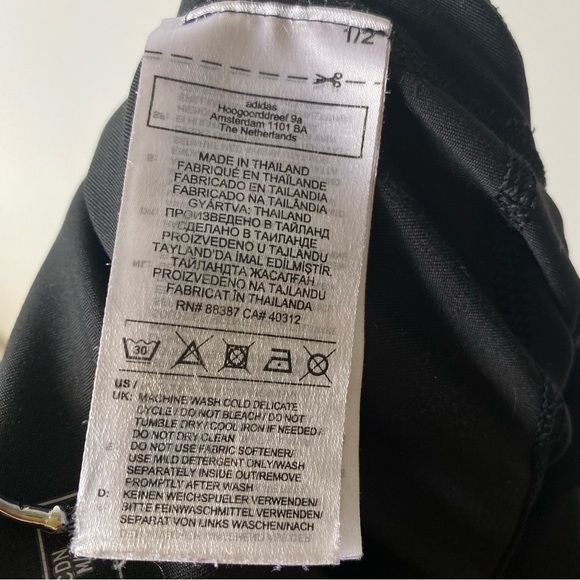 1/2
adidas
Hoogoorddreef 9a
Amsterdam 1101 BA
The Netherlands
MADE IN THAILAND
FABRIQUÉ EN THAÏLANDE
FABRICADO EN TAILANDIA
FABRICADO NA TAILÂNDIA
GYÁRTVA: THAILAND
ПРОИЗВЕДЕНО В ТАЙЛАНД
СДЕЛАНО В ТАИЛАНДЕ
PROIZVEDENO U TAJLANDU
TAYLAND'DA İMAL EDİLMİŞTİR.
ТАЙЛАНДТА ЖАСАЛҒАН
PROIZVEDENO NA TAJLANDU
FABRICAT ÎN TAILANDA
RN# 88387 CA# 40312
30
US /
UK: MACHINE WASH COLD DELICATE
CYCLE / DO NOT BLEACH / DO NOT
TUMBLE DRY / COOL IRON IF NEEDED /
DO NOT DRY CLEAN
DO NOT USE FABRIC SOFTENER/
USE MILD DETERGENT ONLY/WASH
SEPARATELY INSIDE OUT/REMOVE
PROMPTLY AFTER WASH
D: KEINEN WEICHSPUELER VERWENDEN/
BITTE FEINWASCHMITTEL VERWENDEN/
SEPARAT VON LINKS WASCHEN/NACH